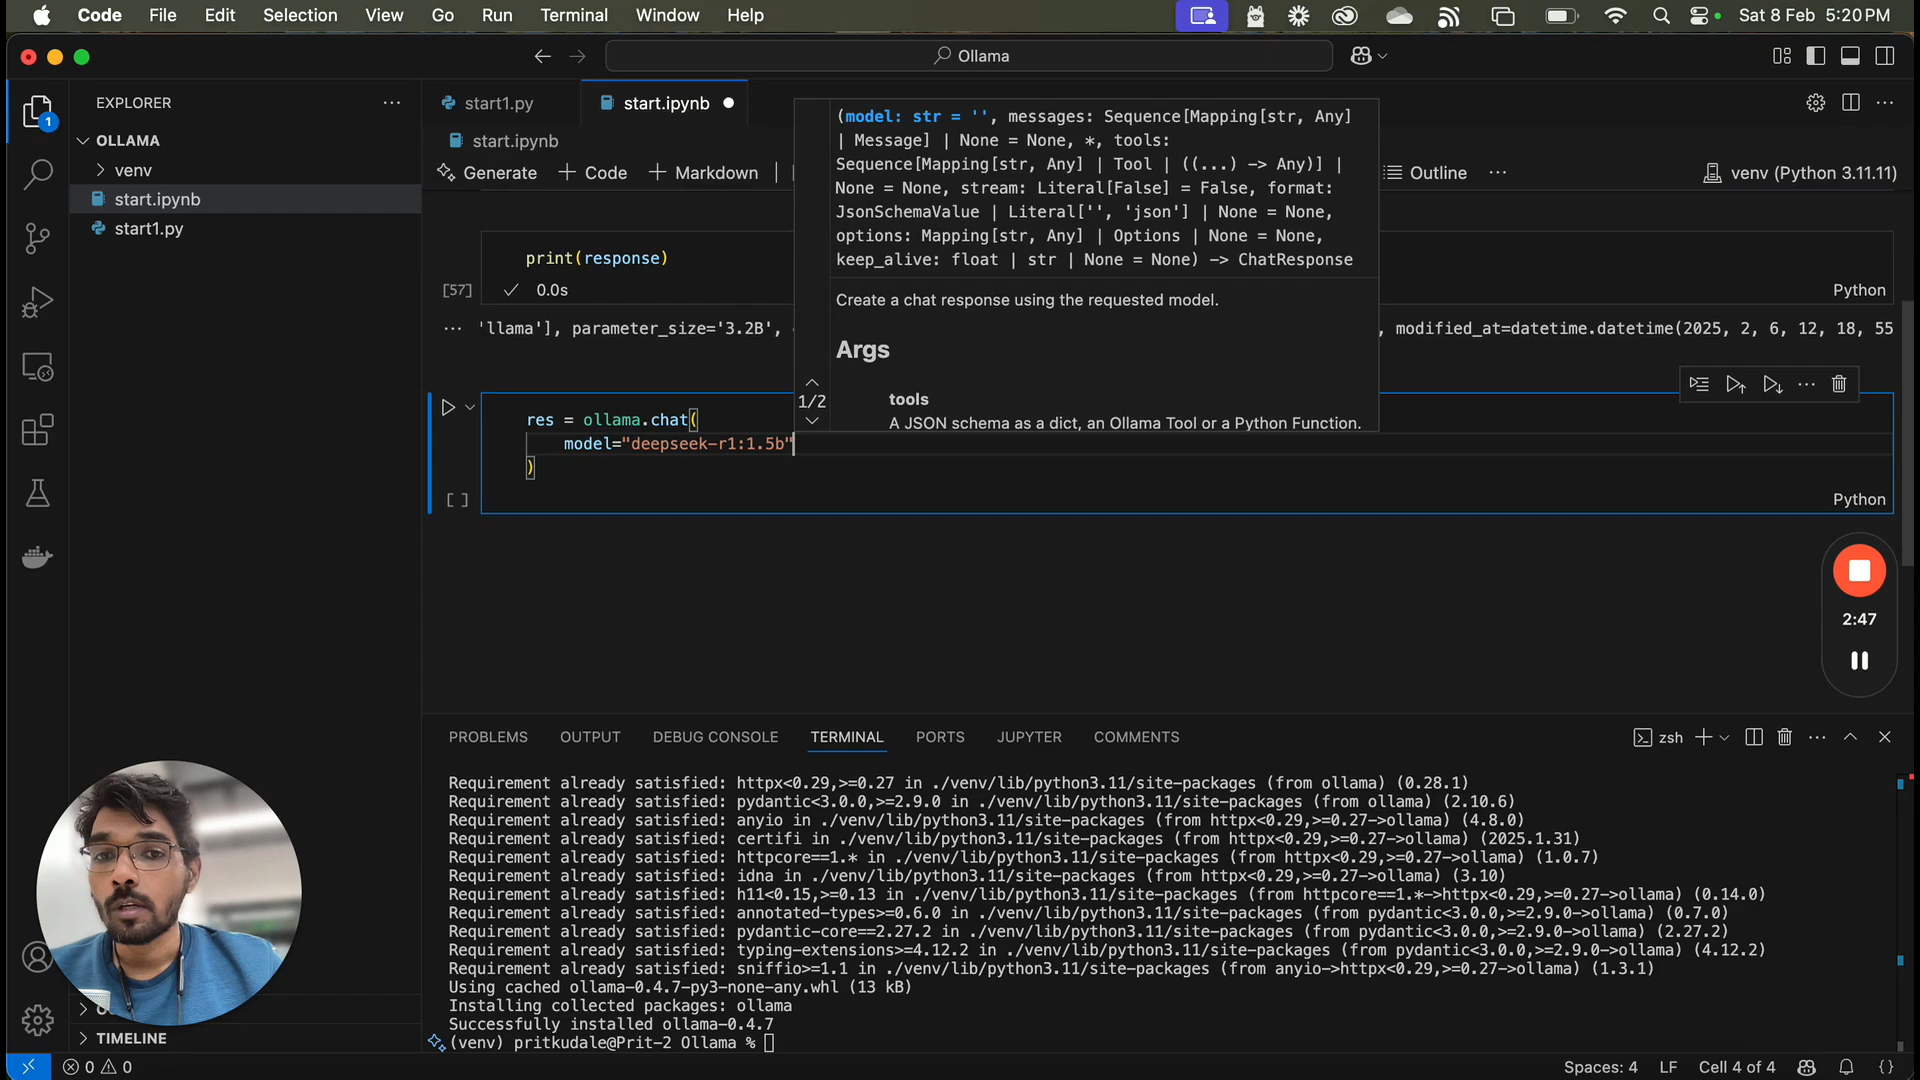 Code File Edit Selection View Go Run Terminal Window Help Sat 8 Feb 5:20 PM
Ollama
EXPLORER
1
OLLAMA
venv
start.ipynb
start1.py
start1.py start.ipynb
start.ipynb
Generate + Code + Markdown Outline ... venv (Python 3.11.11)
(model: str = '', messages: Sequence[Mapping[str, Any]
| Message] | None = None, *, tools:
Sequence[Mapping[str, Any] | Tool | ((...) -> Any)] |
None = None, stream: Literal[False] = False, format:
JsonSchemaValue | Literal['', 'json'] | None = None,
options: Mapping[str, Any] | Options | None = None,
keep_alive: float | str | None = None) -> ChatResponse
Create a chat response using the requested model.
Args
tools
A JSON schema as a dict, an Ollama Tool or a Python Function.
1/2
print(response)
[57] 0.0s Python
... 'llama'], parameter_size='3.2B', , modified_at=datetime.datetime(2025, 2, 6, 12, 18, 55
res = ollama.chat(
model="deepseek-r1:1.5b"
)
[ ] Python
2:47
PROBLEMS OUTPUT DEBUG CONSOLE TERMINAL PORTS JUPYTER COMMENTS zsh
Requirement already satisfied: httpx<0.29,>=0.27 in ./venv/lib/python3.11/site-packages (from ollama) (0.28.1)
Requirement already satisfied: pydantic<3.0.0,>=2.9.0 in ./venv/lib/python3.11/site-packages (from ollama) (2.10.6)
Requirement already satisfied: anyio in ./venv/lib/python3.11/site-packages (from httpx<0.29,>=0.27->ollama) (4.8.0)
Requirement already satisfied: certifi in ./venv/lib/python3.11/site-packages (from httpx<0.29,>=0.27->ollama) (2025.1.31)
Requirement already satisfied: httpcore==1.* in ./venv/lib/python3.11/site-packages (from httpx<0.29,>=0.27->ollama) (1.0.7)
Requirement already satisfied: idna in ./venv/lib/python3.11/site-packages (from httpx<0.29,>=0.27->ollama) (3.10)
Requirement already satisfied: h11<0.15,>=0.13 in ./venv/lib/python3.11/site-packages (from httpcore==1.*->httpx<0.29,>=0.27->ollama) (0.14.0)
Requirement already satisfied: annotated-types>=0.6.0 in ./venv/lib/python3.11/site-packages (from pydantic<3.0.0,>=2.9.0->ollama) (0.7.0)
Requirement already satisfied: pydantic-core==2.27.2 in ./venv/lib/python3.11/site-packages (from pydantic<3.0.0,>=2.9.0->ollama) (2.27.2)
Requirement already satisfied: typing-extensions>=4.12.2 in ./venv/lib/python3.11/site-packages (from pydantic<3.0.0,>=2.9.0->ollama) (4.12.2)
Requirement already satisfied: sniffio>=1.1 in ./venv/lib/python3.11/site-packages (from anyio->httpx<0.29,>=0.27->ollama) (1.3.1)
Using cached ollama-0.4.7-py3-none-any.whl (13 kB)
Installing collected packages: ollama
Successfully installed ollama-0.4.7
(venv) pritkudale@Prit-2 Ollama %
TIMELINE
0 0 Spaces: 4 LF Cell 4 of 4